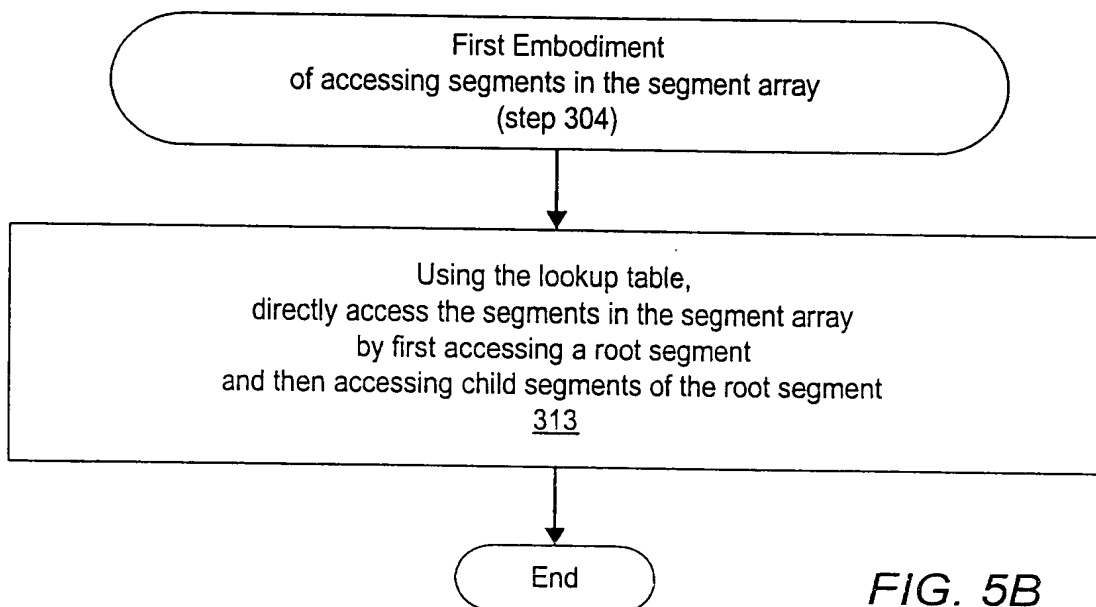 First Embodiment
of accessing segments in the segment array
(step 304)
Using the lookup table,
directly access the segments in the segment array
by first accessing a root segment
and then accessing child segments of the root segment
313
End
FIG. 5B